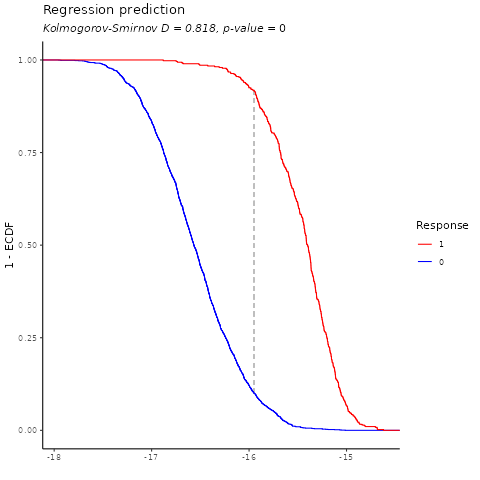 Regression prediction
Kolmogorov-Smirnov D = 0.818, p-value = 0
1 - ECDF
1.00
0.75
0.50
0.25
0.00
-18
-17
-16
-15
Response
1
0